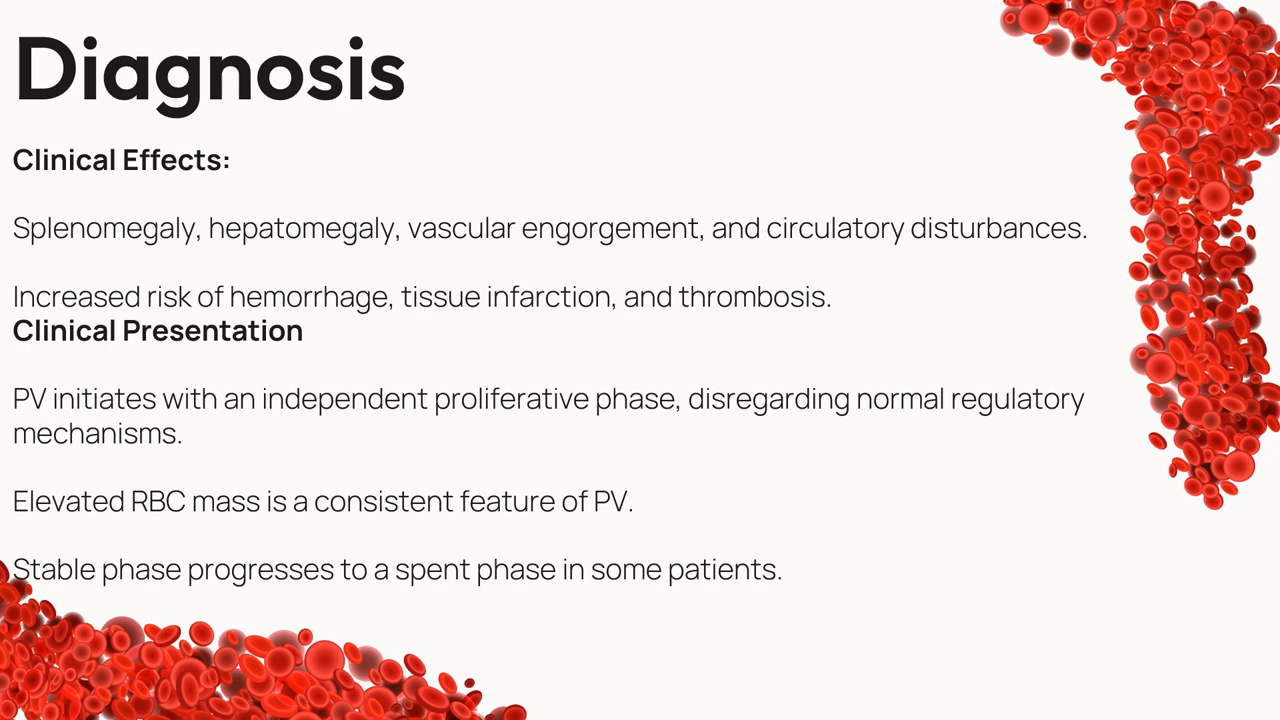 Diagnosis
Clinical Effects:
Splenomegaly, hepatomegaly, vascular engorgement, and circulatory disturbances.
Increased risk of hemorrhage, tissue infarction, and thrombosis.
Clinical Presentation
PV initiates with an independent proliferative phase, disregarding normal regulatory
mechanisms.
Elevated RBC mass is a consistent feature of PV.
Stable phase progresses to a spent phase in some patients.